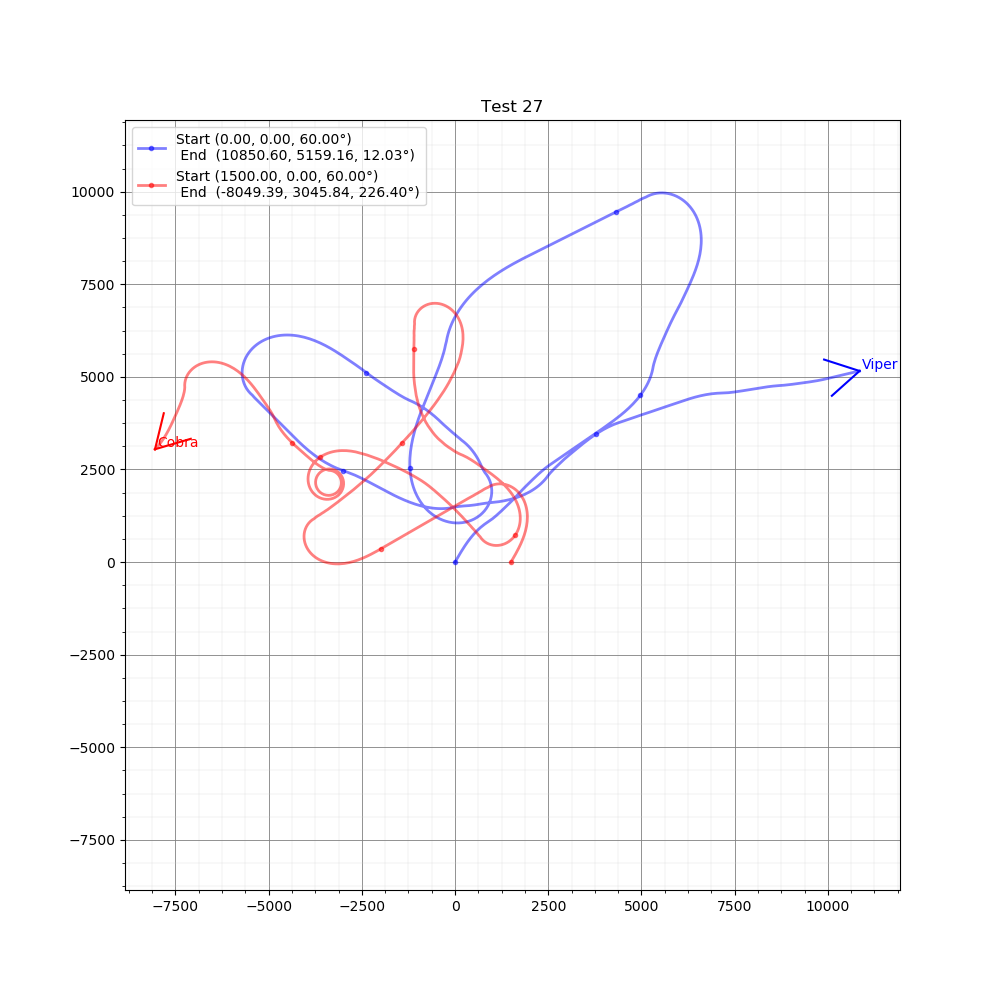 Test 27
Start (0.00, 0.00, 60.00°)
End  (10850.60, 5159.16, 12.03°)
Start (1500.00, 0.00, 60.00°)
End  (-8049.39, 3045.84, 226.40°)
10000
7500
5000
2500
0
−2500
−5000
−7500
Viper
Cobra
−7500 −5000 −2500 0 2500 5000 7500 10000